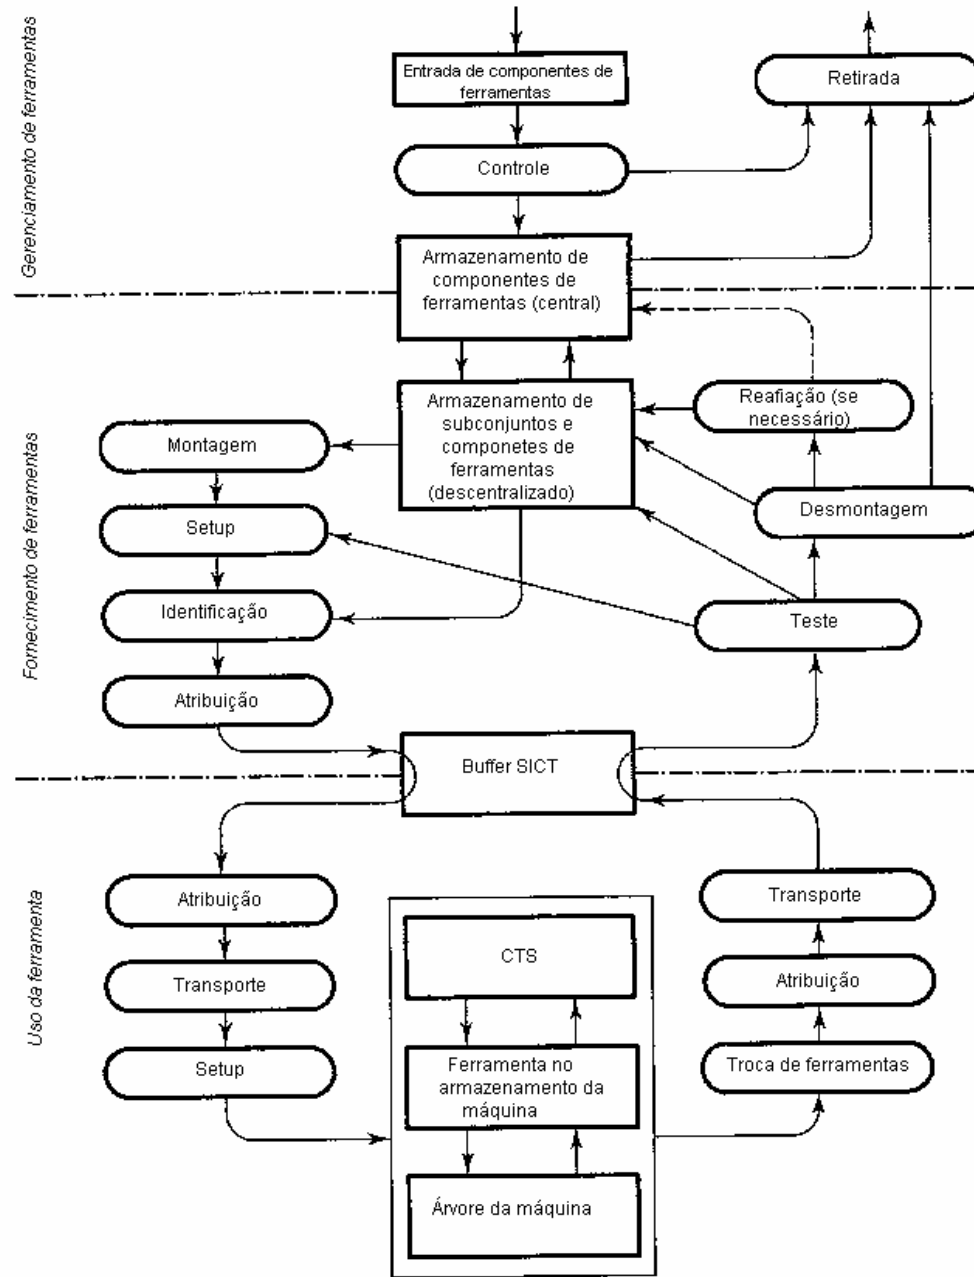 Gerenciamento de ferramentas
Entrada de componentes de
ferramentas
Retirada
Controle
Armazenamento de
componentes de
ferramentas (central)
Fornecimento de ferramentas
Armazenamento de
subconjuntos e
componetes de
ferramentas
(descentralizado)
Reafiação (se
necessário)
Montagem
Desmontagem
Setup
Identificação
Teste
Atribuição
Buffer SICT
Uso da ferramenta
Atribuição
Transporte
Setup
CTS
Ferramenta no
armazenamento da
máquina
Árvore da máquina
Transporte
Atribuição
Troca de ferramentas